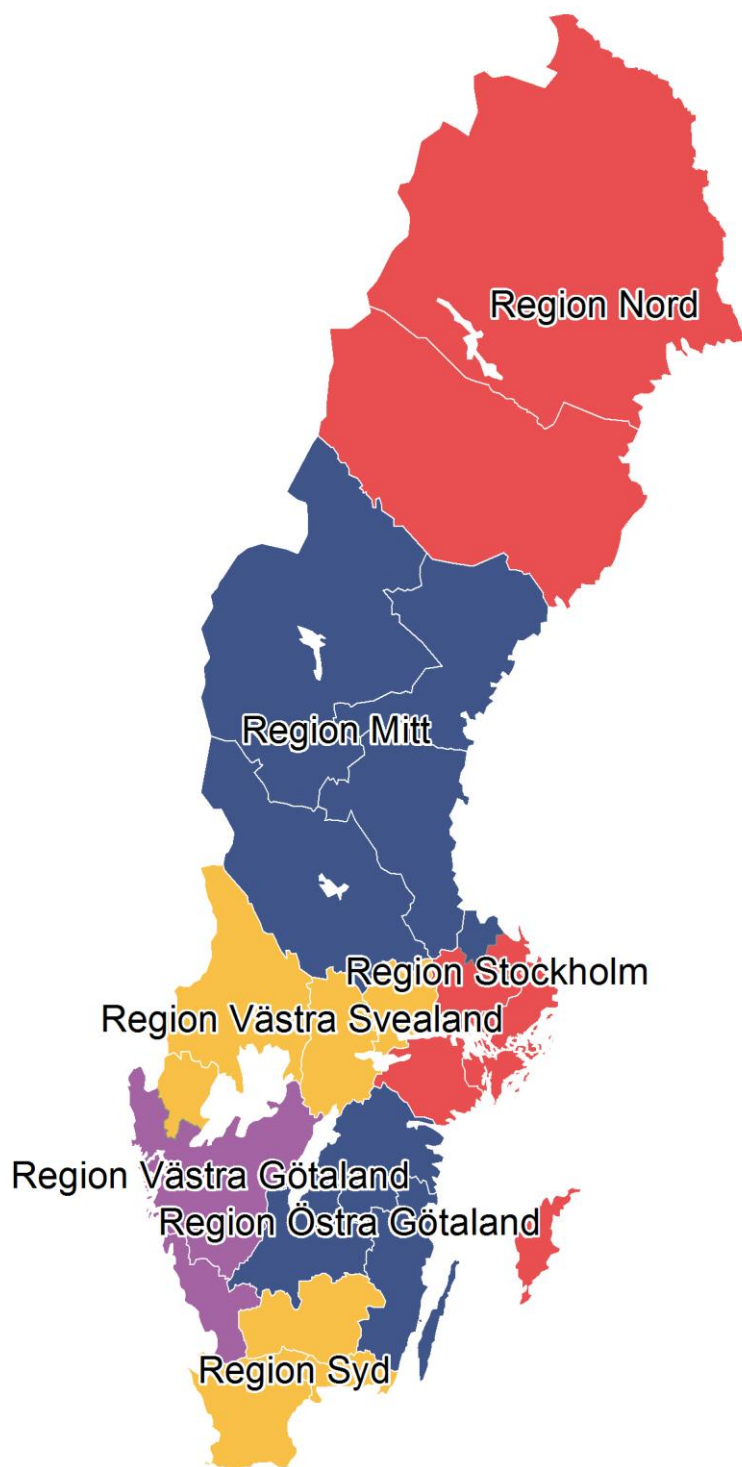 Region Nord
Region Mitt
Region Stockholm
Region Västra Svealand
Region Västra Götaland
Region Östra Götaland
Region Syd